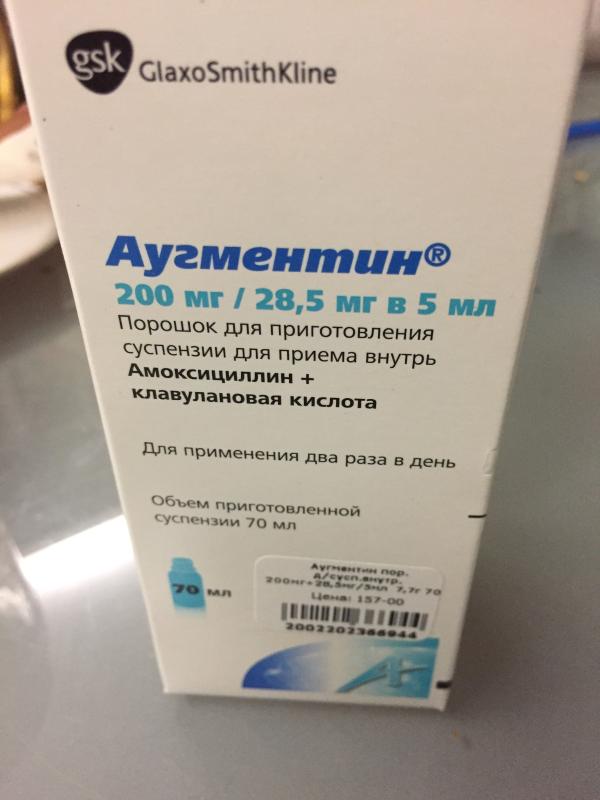 gsk
GlaxoSmithKline
Аугментин®
200 мг / 28,5 мг в 5 мл
Порошок для приготовления
суспензии для приема внутрь
Амоксициллин +
клавулановая кислота
Для применения два раза в день
Объем приготовленной
суспензии 70 мл
70 мл
Аугментин пор.
д/сусп.внутр.
200мг+28,5мг/5мл 7,7г 70
Цена: 157-00
2002202366944